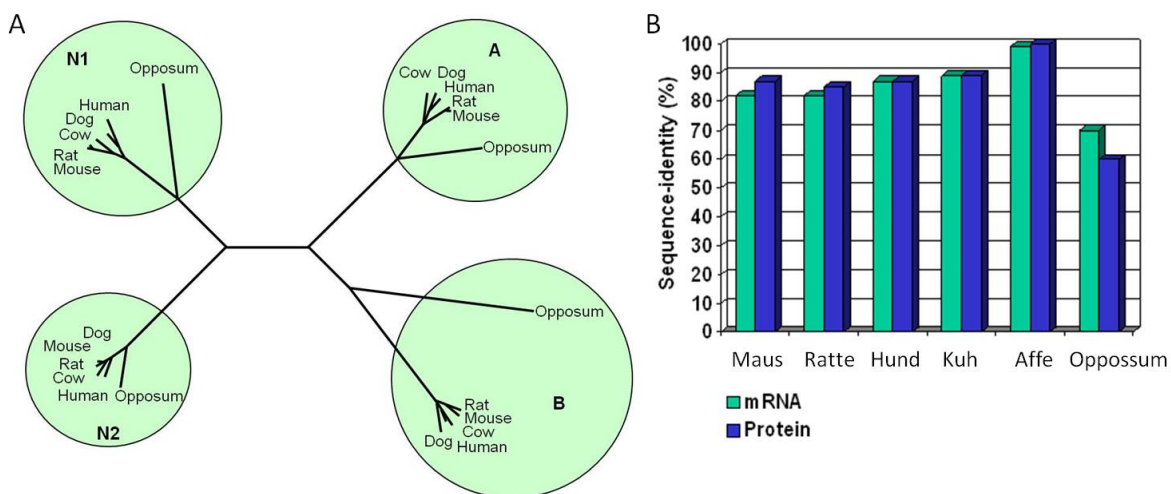 A
N1
Opposum
Human
Dog
Cow
Rat
Mouse
A
Cow Dog
Human
Rat
Mouse
Opposum
Dog
Mouse
Rat
Cow
Human Opposum
N2
Opposum
B
Rat
Mouse
Cow
Dog Human
B
Sequence-identity (%)
100
90
80
70
60
50
40
30
20
10
0
Maus Ratte Hund Kuh Affe Oppossum
mRNA
Protein